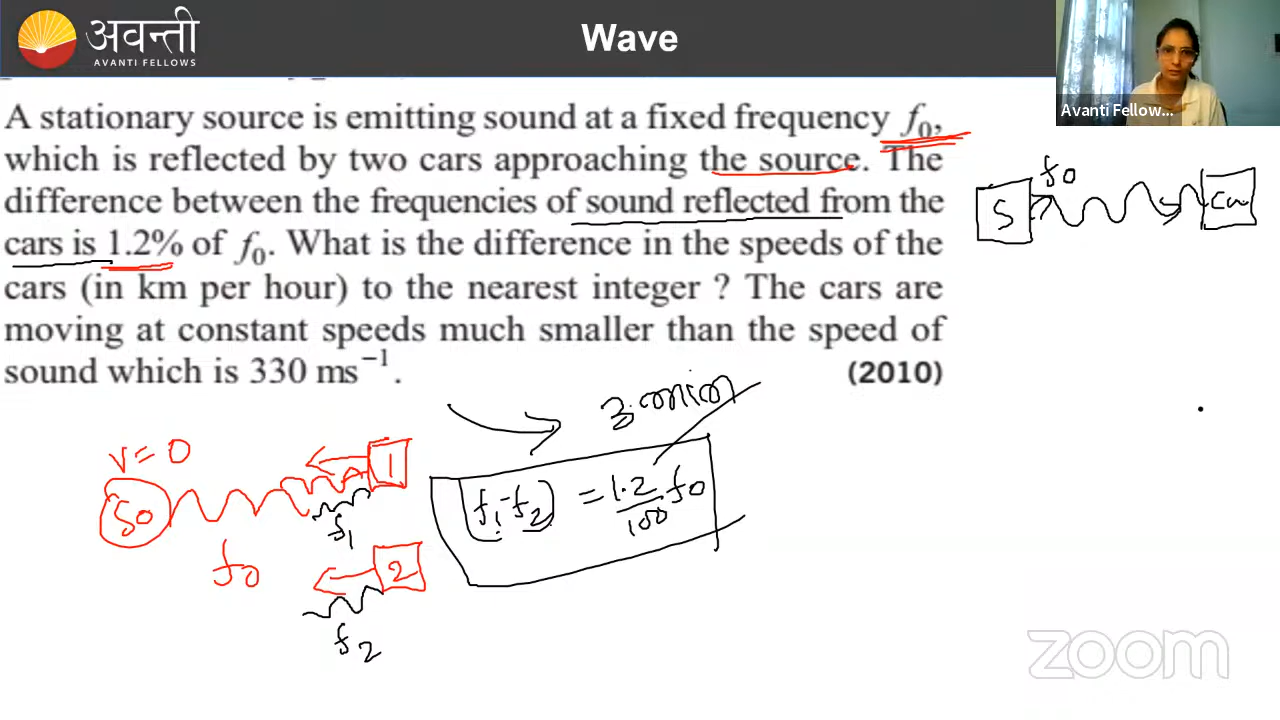 अवन्ती
AVANTI FELLOWS
Wave
Avanti Fellow...
A stationary source is emitting sound at a fixed frequency f₀,
which is reflected by two cars approaching the source. The
difference between the frequencies of sound reflected from the
cars is 1.2% of f₀. What is the difference in the speeds of the
cars (in km per hour) to the nearest integer ? The cars are
moving at constant speeds much smaller than the speed of
sound which is 330 ms⁻¹.
(2010)
S
f₀
v = 0
S₀
f₀
1
f₁
2
f₂
3 min
(f₁-f₂) = 1.2/100 f₀
zoom